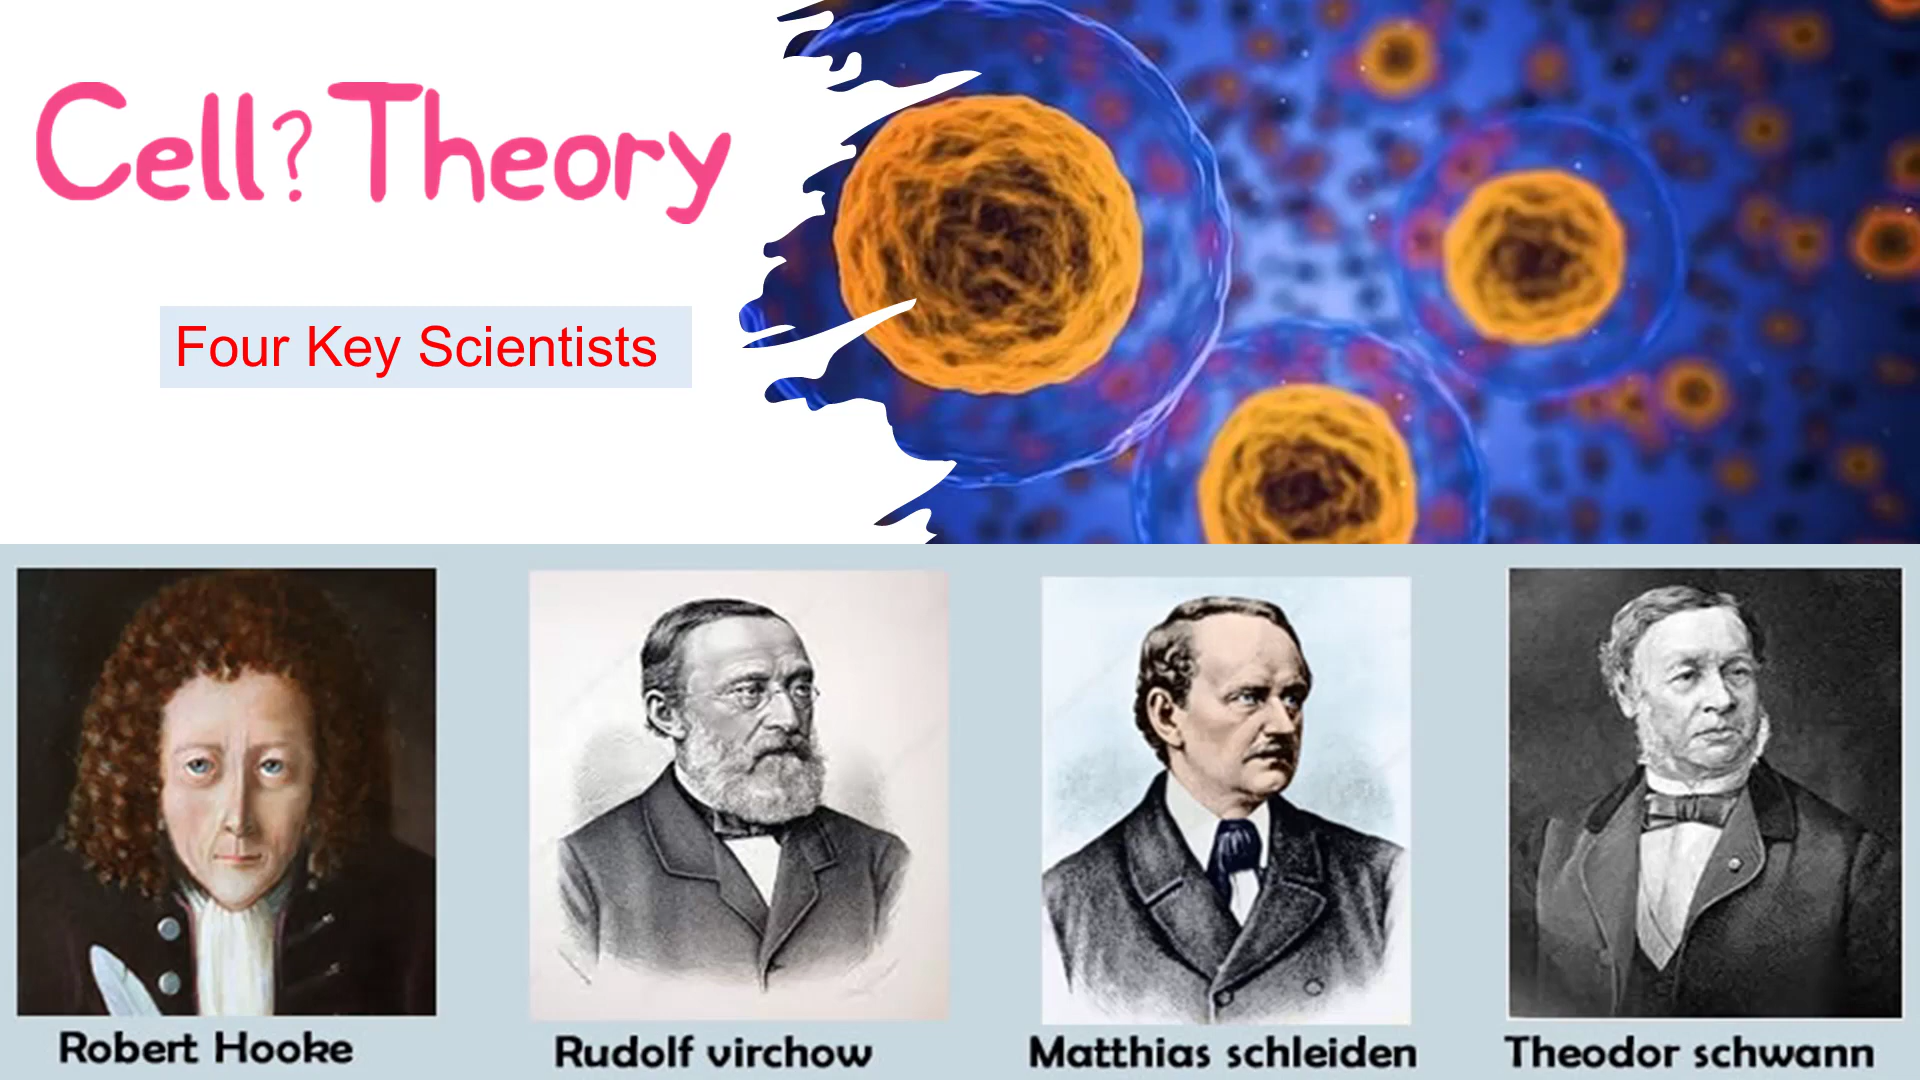 Cell? Theory
Four Key Scientists
Robert Hooke
Rudolf virchow
Matthias schleiden
Theodor schwann